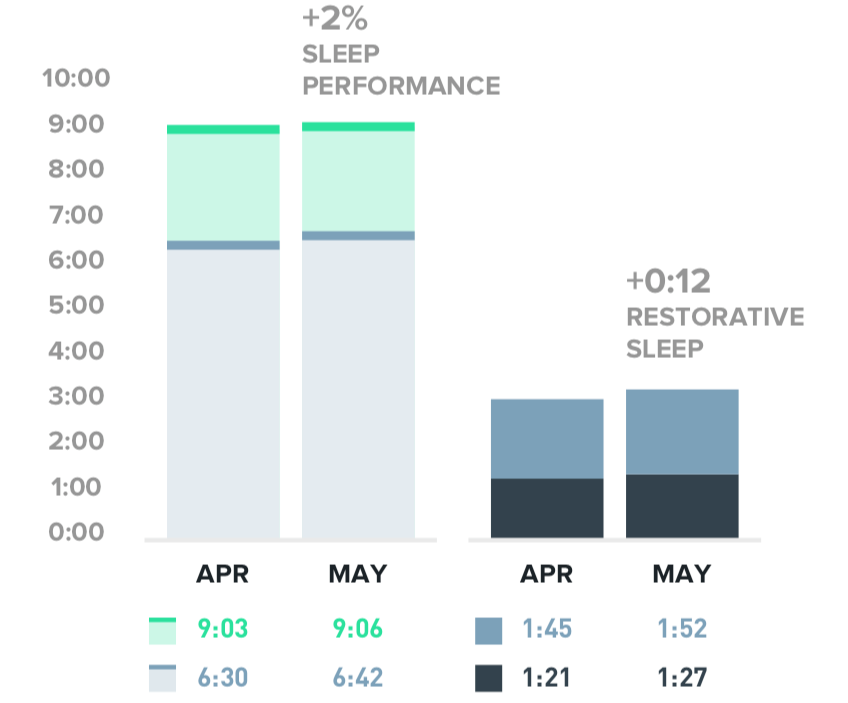 +2%
SLEEP
PERFORMANCE
10:00
9:00
8:00
7:00
6:00
5:00
4:00
3:00
2:00
1:00
0:00
+0:12
RESTORATIVE
SLEEP
APR MAY APR MAY
9:03 9:06 1:45 1:52
6:30 6:42 1:21 1:27